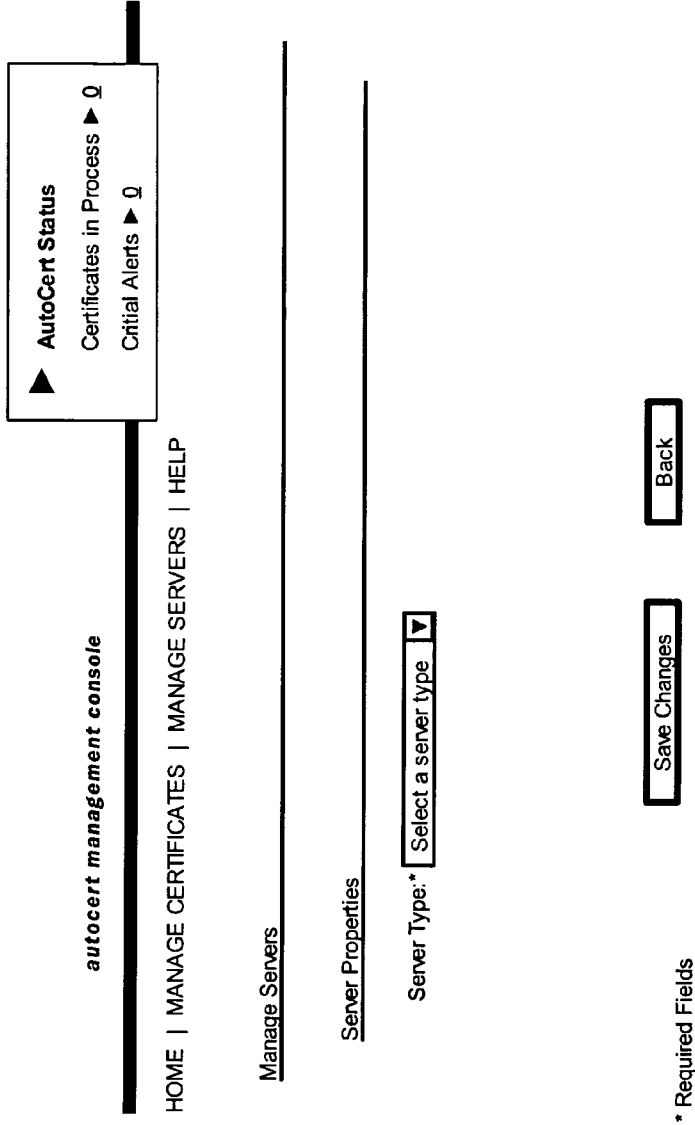 autocert management console
▶ AutoCert Status
Certificates in Process ▶ 0
Critial Alerts ▶ 0
HOME | MANAGE CERTIFICATES | MANAGE SERVERS | HELP
Manage Servers
Server Properties
Server Type:* Select a server type ▼
Save Changes
Back
* Required Fields